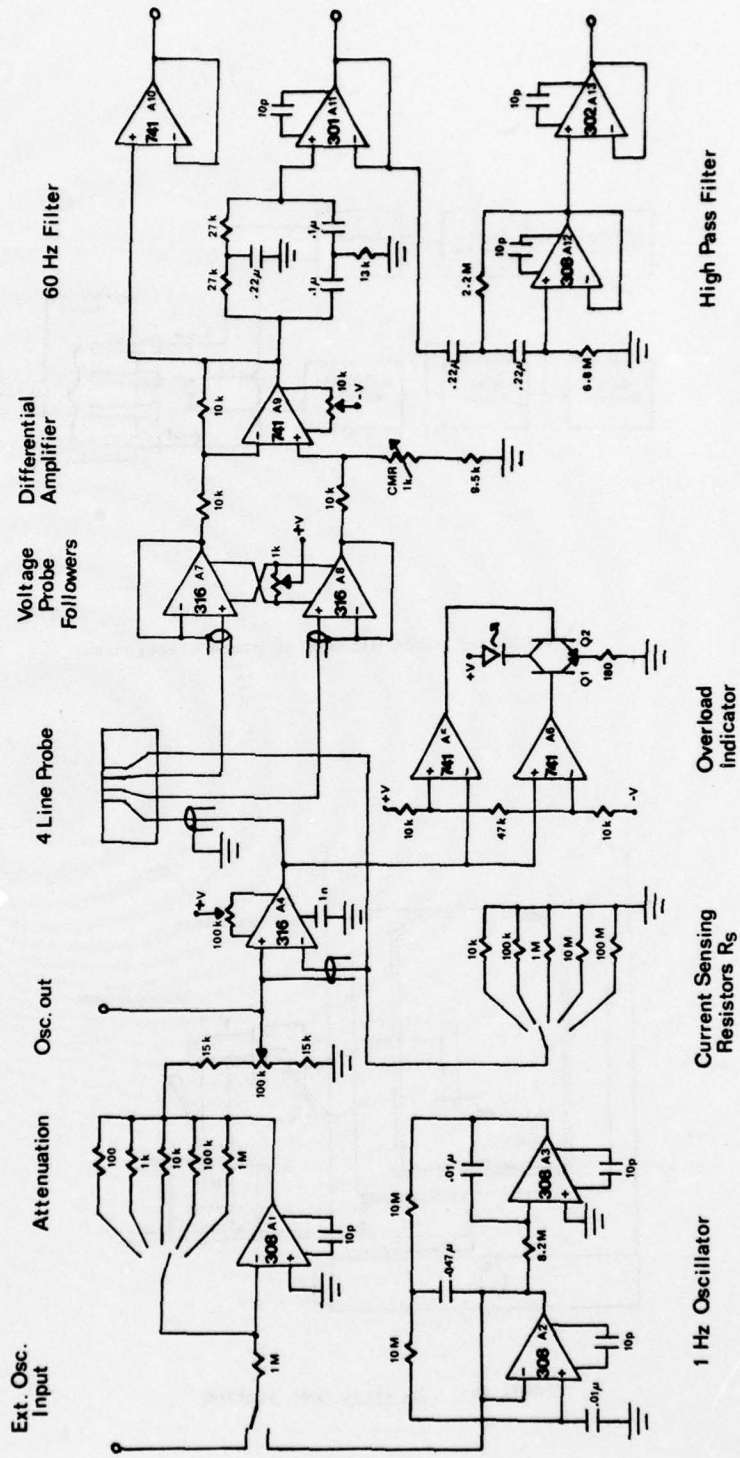 Ext. Osc.
Input
Attenuation
Osc. out
4 Line Probe
Voltage
Probe
Followers
Differential
Amplifier
60 Hz Filter
1M
100
1k
10k
100k
1M
-
308 A1
+
10p
15k
100k
15k
+V
100k
+
316 A4
-
1n
-
316 A7
+
1k
+V
+
316 A8
-
10k
10k
10k
-
741 A9
+
10k
-V
CMR
1k
9.5k
27k
27k
.22μ
.1μ
.1μ
13k
+
741 A10
-
10p
+
301 A11
-
10M
10M
.047μ
.01μ
8.2M
-
308 A2
+
10p
.01μ
-
308 A3
+
10p
10k
100k
1M
10M
100M
+V
10k
47k
10k
-V
+
741
-
+
741 A6
-
+V
Q1
Q2
180
.22μ
.22μ
2.2M
6.8M
10p
+
308 A12
-
10p
+
302 A13
-
1 Hz Oscillator
Current Sensing
Resistors RS
Overload
Indicator
High Pass Filter